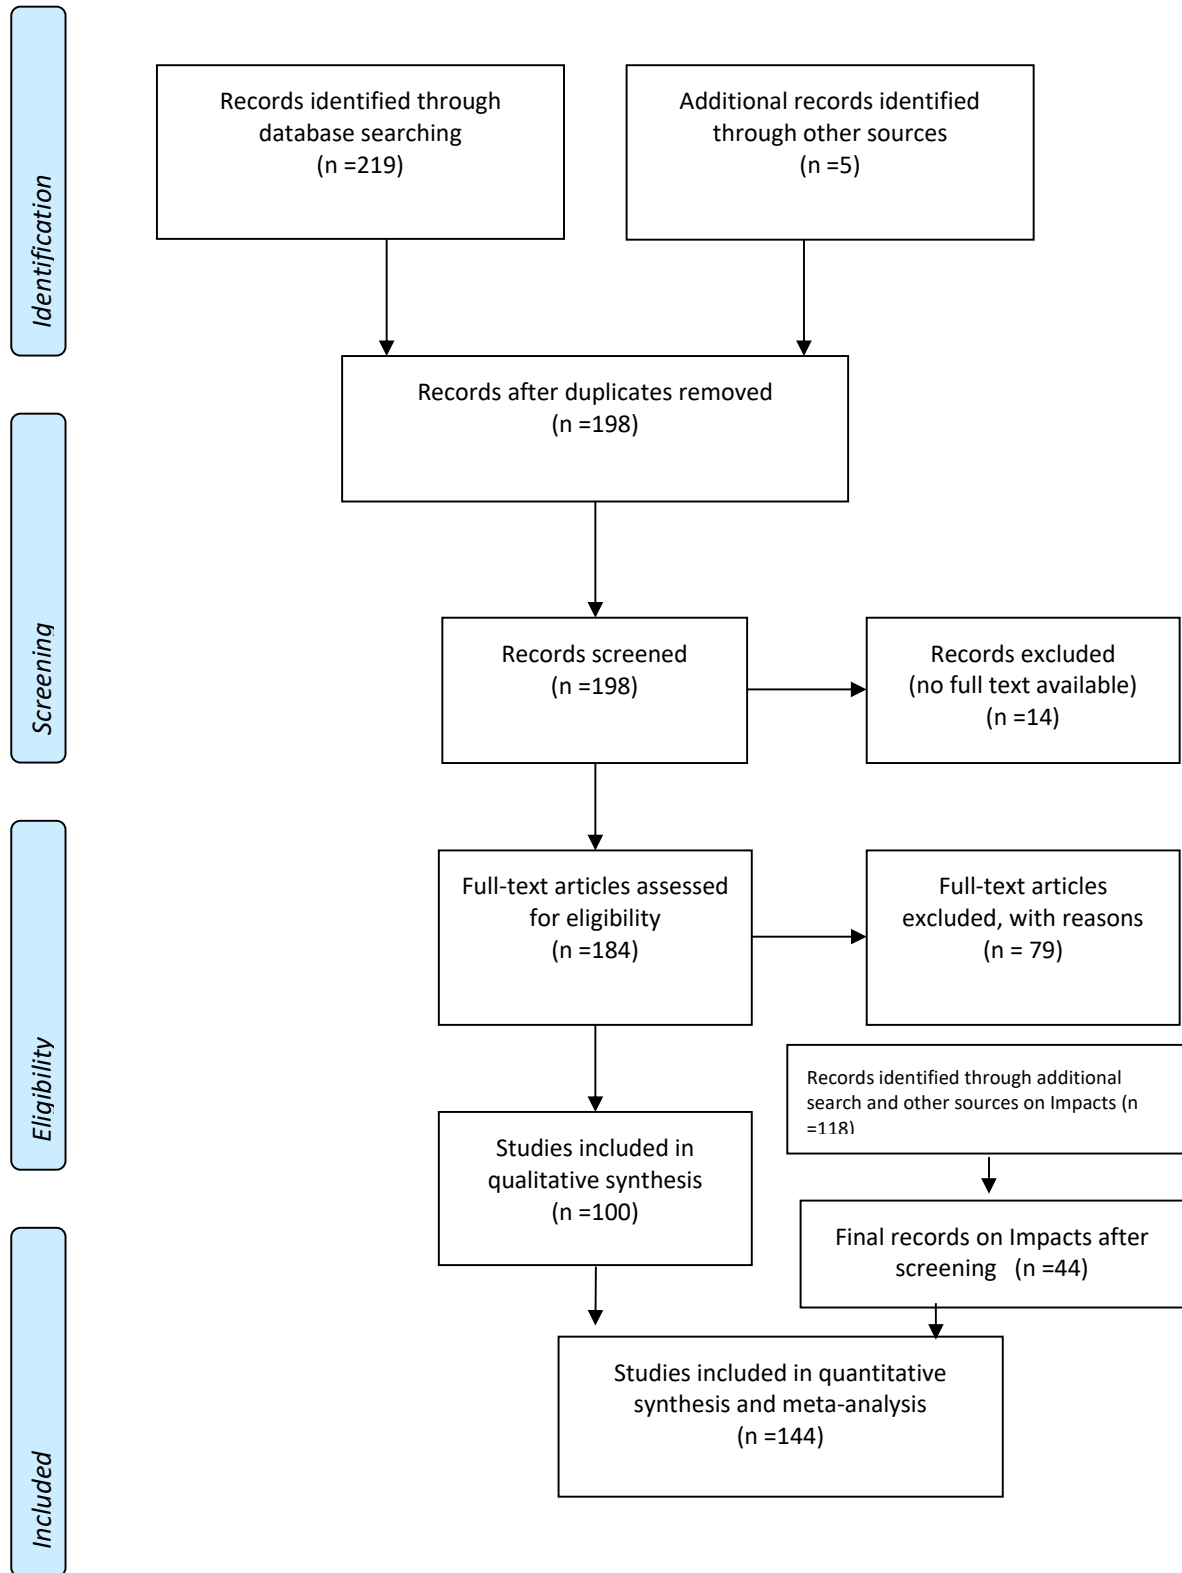 Identification
Records identified through
database searching
(n =219)
Additional records identified
through other sources
(n =5)
Records after duplicates removed
(n =198)
Screening
Records screened
(n =198)
Records excluded
(no full text available)
(n =14)
Eligibility
Full-text articles assessed
for eligibility
(n =184)
Full-text articles
excluded, with reasons
(n = 79)
Records identified through additional
search and other sources on Impacts (n
=118)
Studies included in
qualitative synthesis
(n =100)
Final records on Impacts after
screening (n =44)
Included
Studies included in quantitative
synthesis and meta-analysis
(n =144)